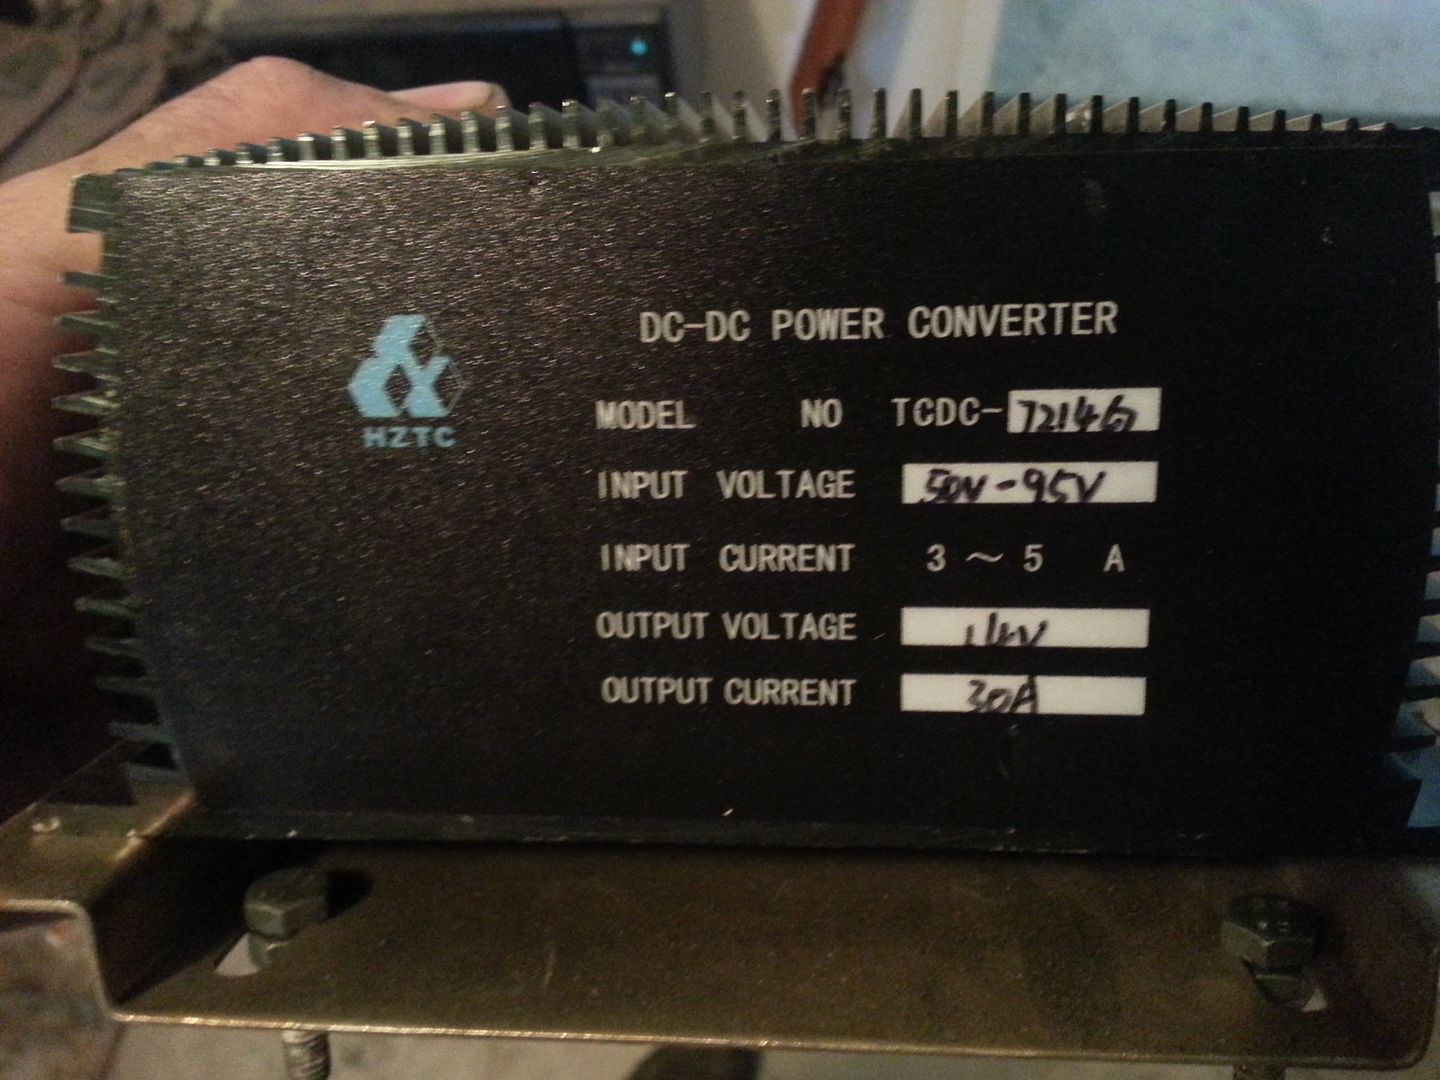 HZTC
DC-DC POWER CONVERTER
MODEL NO TCDC-
INPUT VOLTAGE 50V-95V
INPUT CURRENT 3～5 A
OUTPUT VOLTAGE 14V
OUTPUT CURRENT 30A